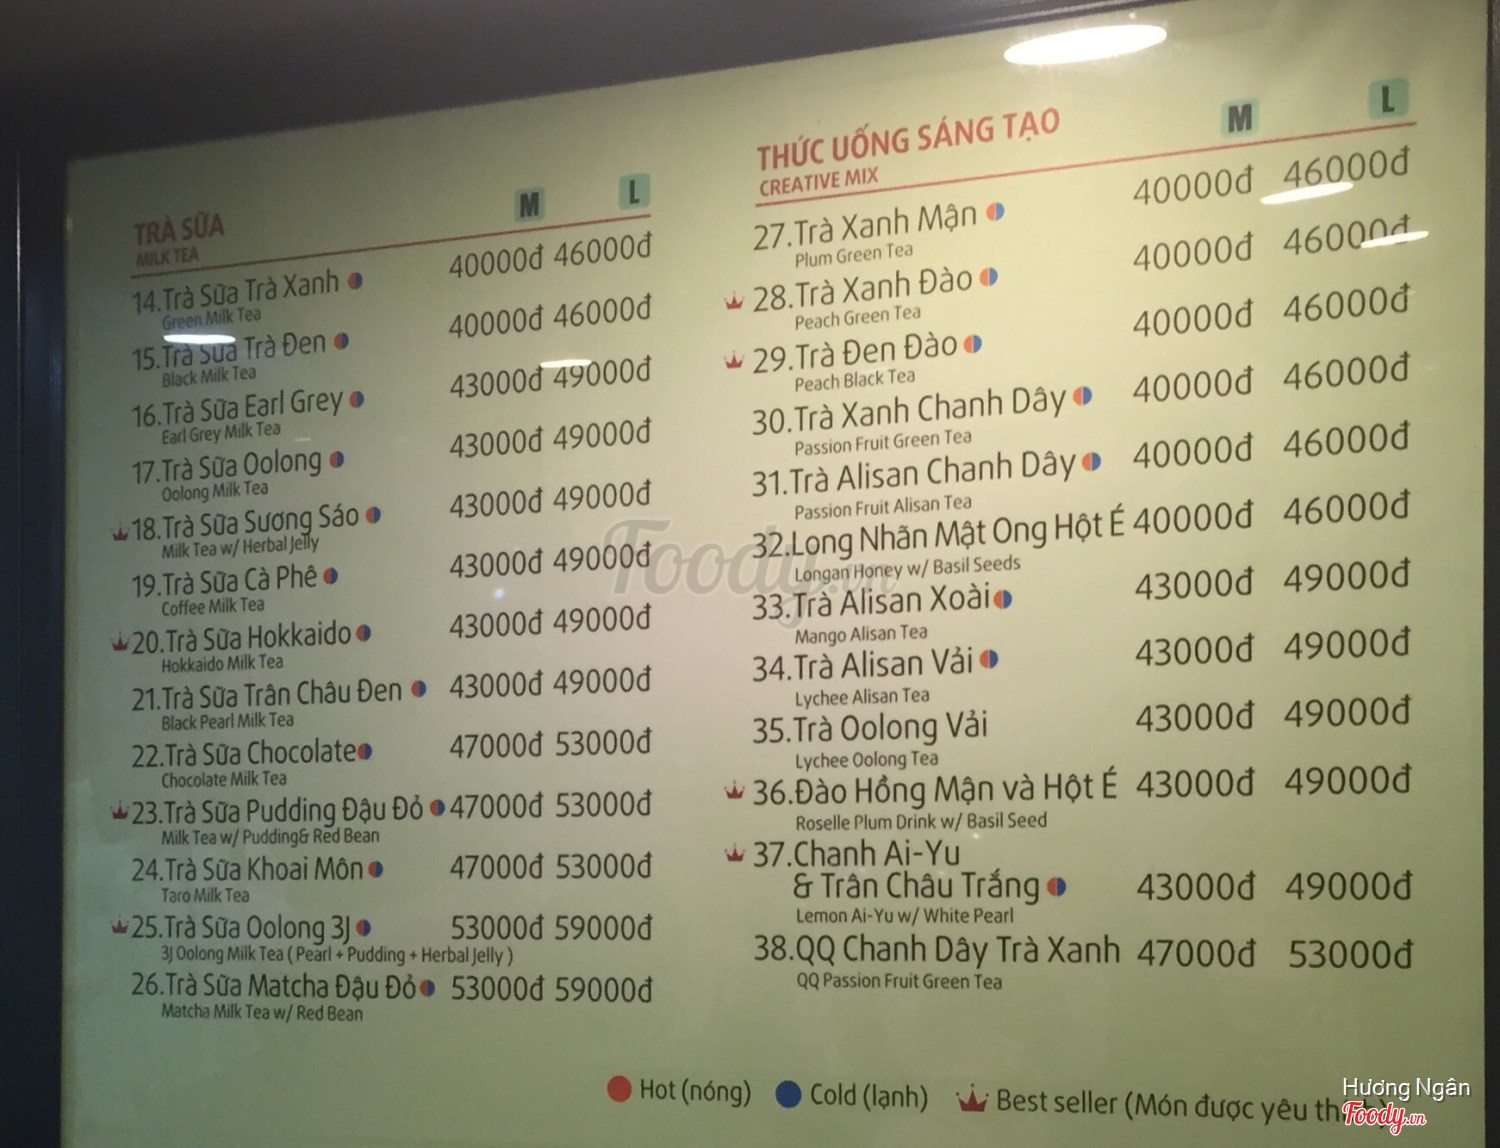 TRÀ SỮA M L
MILK TEA
14.Trà Sữa Trà Xanh 40000đ 46000đ
Green Milk Tea
15.Trà Sữa Trà Đen 40000đ 46000đ
Black Milk Tea
16.Trà Sữa Earl Grey 43000đ 49000đ
Earl Grey Milk Tea
17.Trà Sữa Oolong 43000đ 49000đ
Oolong Milk Tea
18.Trà Sữa Sương Sáo 43000đ 49000đ
Milk Tea w/ Herbal Jelly
19.Trà Sữa Cà Phê 43000đ 49000đ
Coffee Milk Tea
20.Trà Sữa Hokkaido 43000đ 49000đ
Hokkaido Milk Tea
21.Trà Sữa Trân Châu Đen 43000đ 49000đ
Black Pearl Milk Tea
22.Trà Sữa Chocolate 47000đ 53000đ
Chocolate Milk Tea
23.Trà Sữa Pudding Đậu Đỏ 47000đ 53000đ
Milk Tea w/ Pudding& Red Bean
24.Trà Sữa Khoai Môn 47000đ 53000đ
Taro Milk Tea
25.Trà Sữa Oolong 3J 53000đ 59000đ
3J Oolong Milk Tea ( Pearl + Pudding + Herbal Jelly )
26.Trà Sữa Matcha Đậu Đỏ 53000đ 59000đ
Matcha Milk Tea w/ Red Bean
THỨC UỐNG SÁNG TẠO M L
CREATIVE MIX
27.Trà Xanh Mận 40000đ 46000đ
Plum Green Tea
28.Trà Xanh Đào 40000đ 46000đ
Peach Green Tea
29.Trà Đen Đào 40000đ 46000đ
Peach Black Tea
30.Trà Xanh Chanh Dây 40000đ 46000đ
Passion Fruit Green Tea
31.Trà Alisan Chanh Dây 40000đ 46000đ
Passion Fruit Alisan Tea
32.Long Nhãn Mật Ong Hột É 40000đ 46000đ
Longan Honey w/ Basil Seeds
33.Trà Alisan Xoài 43000đ 49000đ
Mango Alisan Tea
34.Trà Alisan Vải 43000đ 49000đ
Lychee Alisan Tea
35.Trà Oolong Vải 43000đ 49000đ
Lychee Oolong Tea
36.Đào Hồng Mận và Hột É 43000đ 49000đ
Roselle Plum Drink w/ Basil Seed
37.Chanh Ai-Yu
& Trân Châu Trắng 43000đ 49000đ
Lemon Ai-Yu w/ White Pearl
38.QQ Chanh Dây Trà Xanh 47000đ 53000đ
QQ Passion Fruit Green Tea
Foody.vn
Hot (nóng) Cold (lạnh) Best seller (Món được yêu
Hương Ngân
Foody.vn